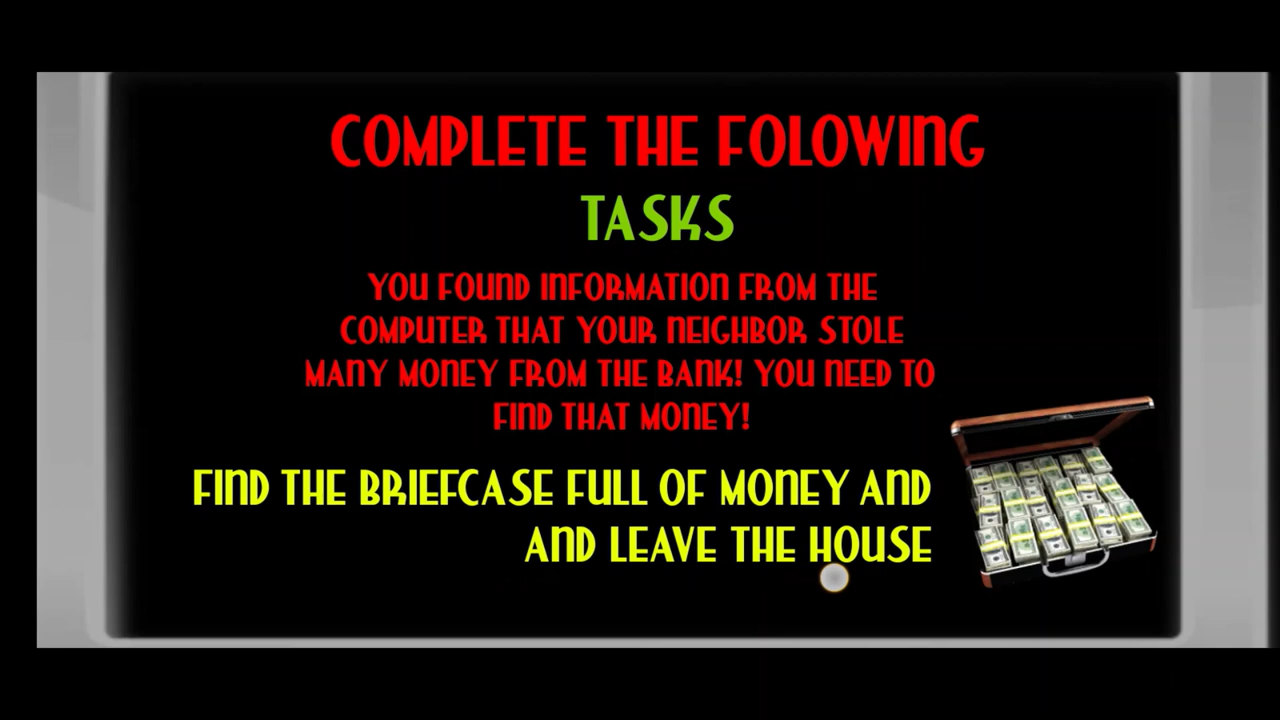 COMPLETE THE FOLOWING
TASKS
YOU FOUND INFORMATION FROM THE
COMPUTER THAT YOUR NEIGHBOR STOLE
MANY MONEY FROM THE BANK! YOU NEED TO
FIND THAT MONEY!
FIND THE BRIEFCASE FULL OF MONEY AND
AND LEAVE THE HOUSE